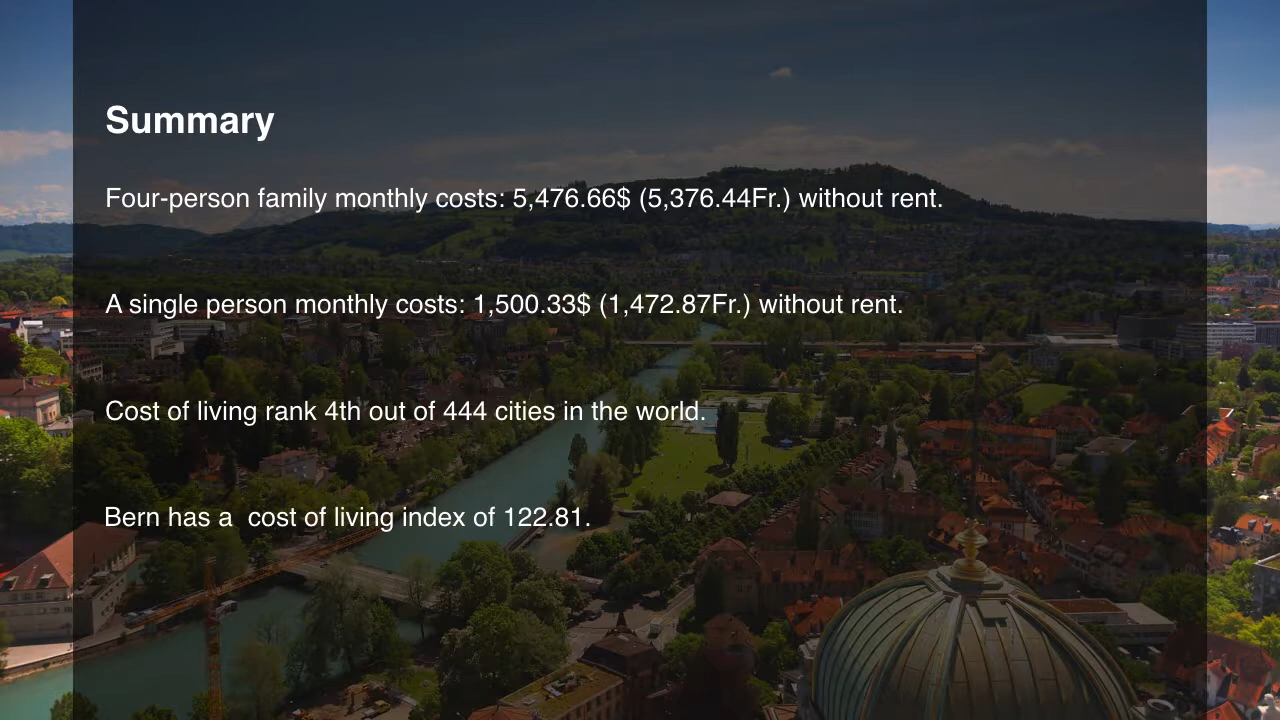 Summary
Four-person family monthly costs: 5,476.66$ (5,376.44Fr.) without rent.
A single person monthly costs: 1,500.33$ (1,472.87Fr.) without rent.
Cost of living rank 4th out of 444 cities in the world.
Bern has a  cost of living index of 122.81.